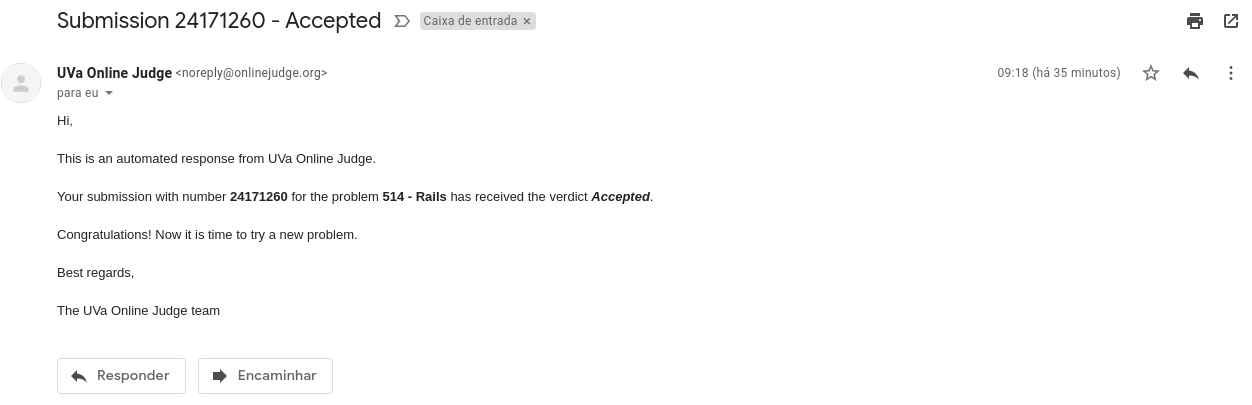 Submission 24171260 - Accepted Caixa de entrada ×
UVa Online Judge <noreply@onlinejudge.org> 09:18 (há 35 minutos)
para eu
Hi,
This is an automated response from UVa Online Judge.
Your submission with number 24171260 for the problem 514 - Rails has received the verdict Accepted.
Congratulations! Now it is time to try a new problem.
Best regards,
The UVa Online Judge team
Responder Encaminhar